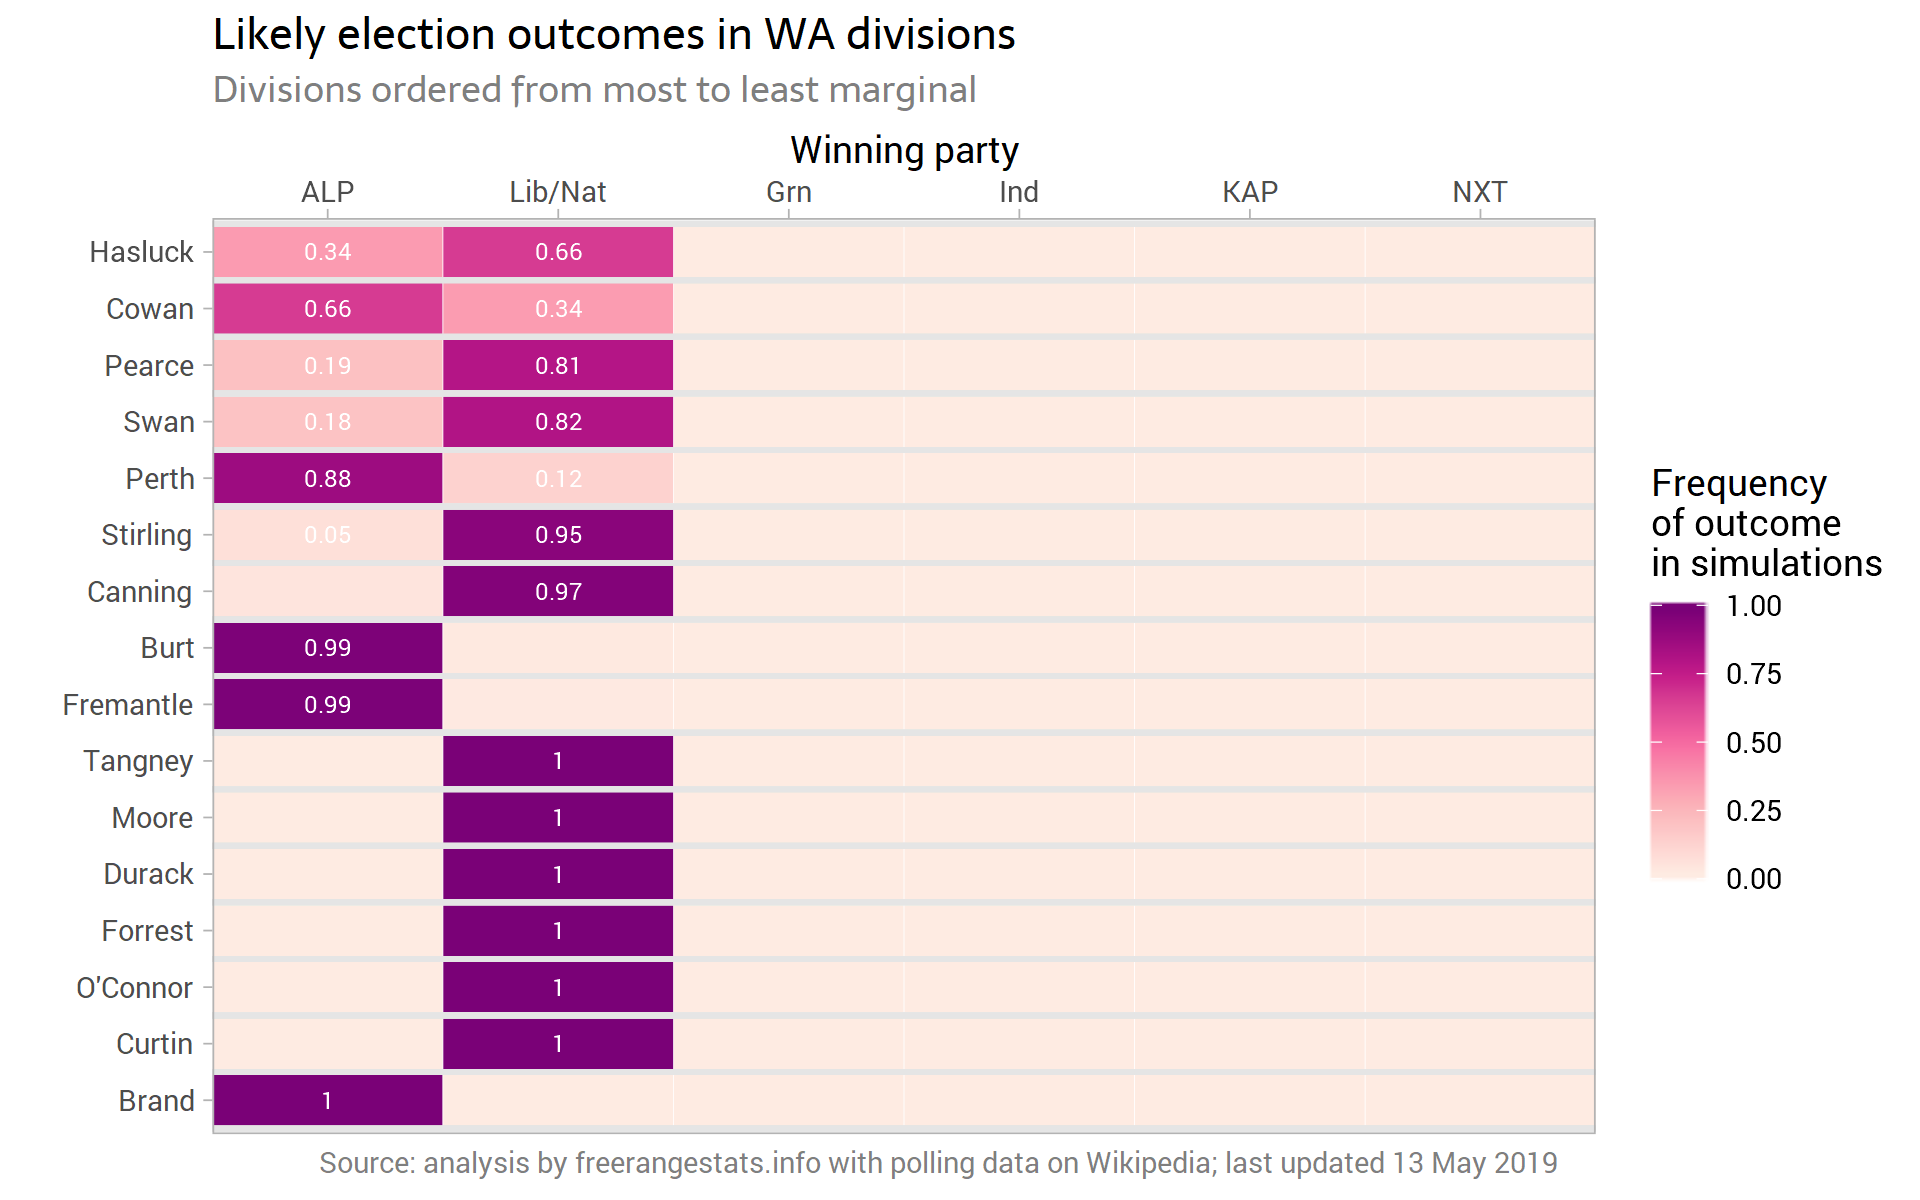 Likely election outcomes in WA divisions
Divisions ordered from most to least marginal
Winning party
ALP Lib/Nat Grn Ind KAP NXT
Hasluck 0.34 0.66
Cowan 0.66 0.34
Pearce 0.19 0.81
Swan 0.18 0.82
Perth 0.88 0.12
Stirling 0.05 0.95
Canning 0.97
Burt 0.99
Fremantle 0.99
Tangney 1
Moore 1
Durack 1
Forrest 1
O'Connor 1
Curtin 1
Brand 1
Frequency
of outcome
in simulations
1.00
0.75
0.50
0.25
0.00
Source: analysis by freerangestats.info with polling data on Wikipedia; last updated 13 May 2019